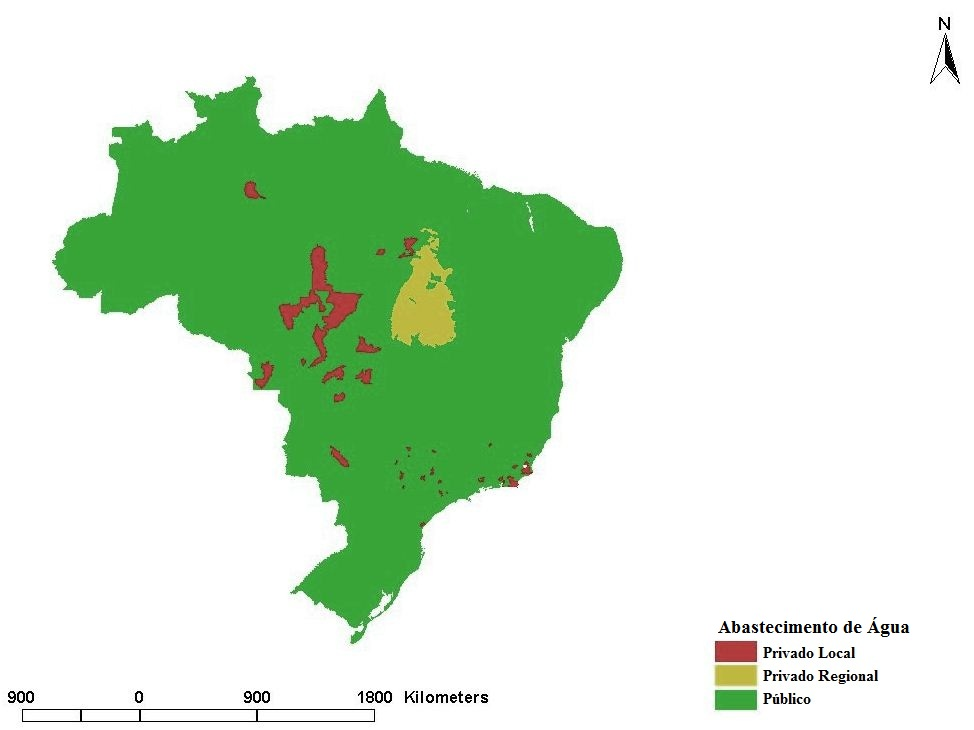 N
Abastecimento de Água
Privado Local
Privado Regional
Público
900 0 900 1800 Kilometers